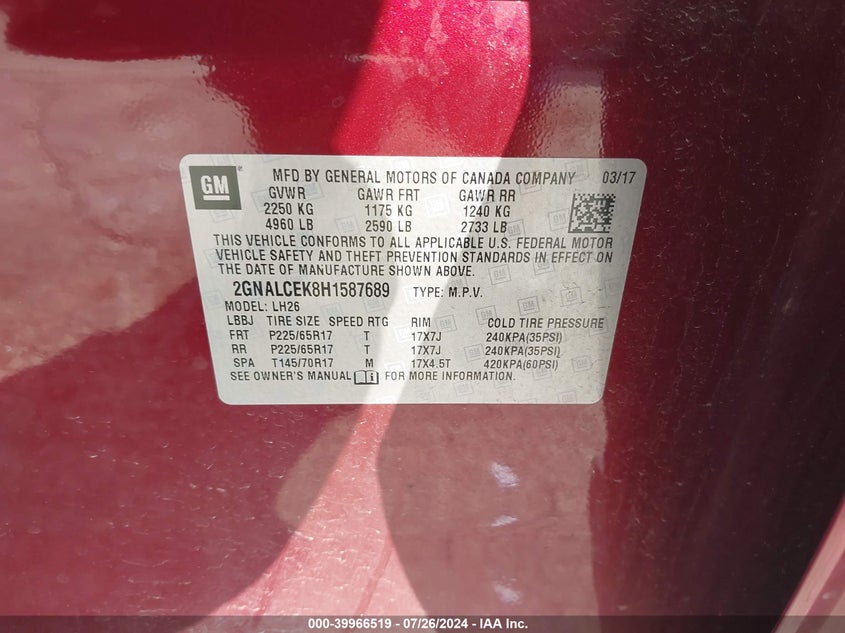 GM
MFD BY GENERAL MOTORS OF CANADA COMPANY 03/17
GVWR GAWR FRT GAWR RR
2250 KG 1175 KG 1240 KG
4960 LB 2590 LB 2733 LB
THIS VEHICLE CONFORMS TO ALL APPLICABLE U.S. FEDERAL MOTOR
VEHICLE SAFETY AND THEFT PREVENTION STANDARDS IN EFFECT ON
THE DATE OF MANUFACTURE SHOWN ABOVE.
2GNALCEK8H1587689 TYPE: M.P.V.
MODEL: LH26
LBBJ TIRE SIZE SPEED RTG RIM COLD TIRE PRESSURE
FRT P225/65R17 T 17X7J 240KPA(35PSI)
RR P225/65R17 T 17X7J 240KPA(35PSI)
SPA T145/70R17 M 17X4.5T 420KPA(60PSI)
SEE OWNER'S MANUAL FOR MORE INFORMATION.
000-39966519 - 07/26/2024 - IAA Inc.